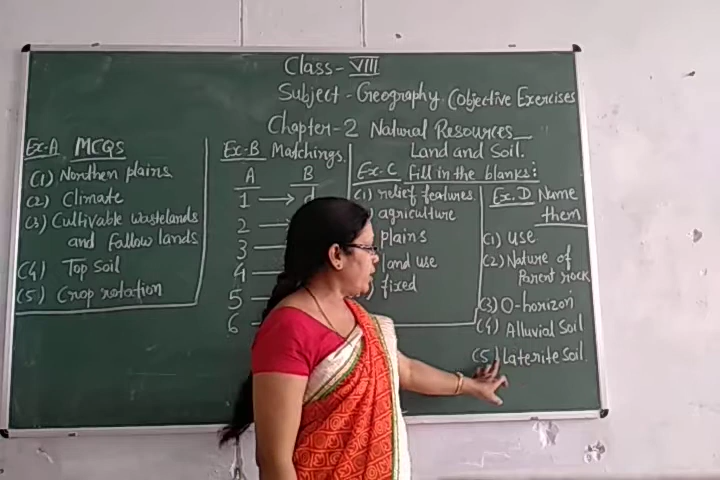 Class - VIII
Subject - Geography (Objective Exercises
Chapter-2 Natural Resources_
Land and Soil.
Ex-A MCQS
(1) Northen plains
(2) Climate
(3) Cultivable wastelands
and fallow lands
(4) Top Soil
(5) Crop rotation
Ex-B Matchings.
A B
1 → d
2
3
4
5
6
Ex-C Fill in the blanks:
(1) relief features
agriculture
plains
land use
) fixed
Ex.D Name
them
(1) use
(2) Nature of
Parent rock
(3) O-horizon
(4) Alluvial Soil
(5) Laterite Soil.